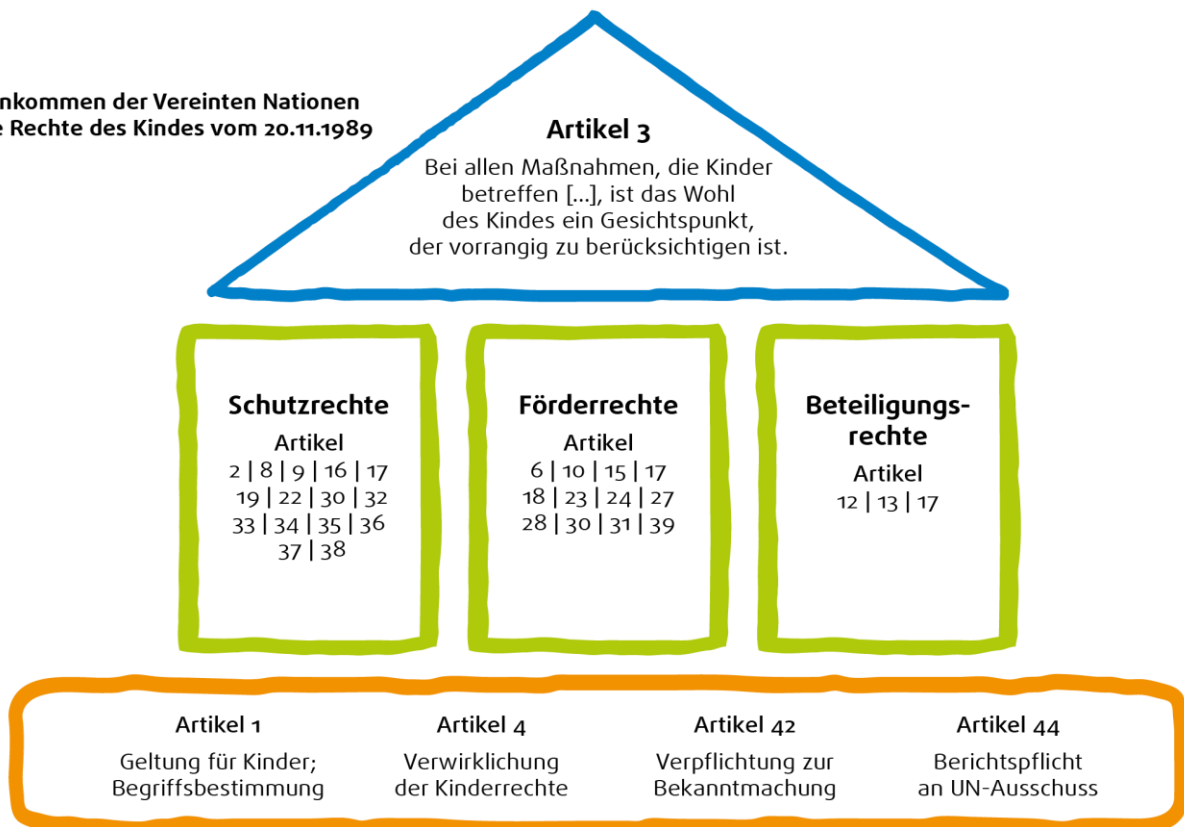 nkommen der Vereinten Nationen
e Rechte des Kindes vom 20.11.1989
Artikel 3
Bei allen Maßnahmen, die Kinder
betreffen [...], ist das Wohl
des Kindes ein Gesichtspunkt,
der vorrangig zu berücksichtigen ist.
Schutzrechte
Artikel
2 | 8 | 9 | 16 | 17
19 | 22 | 30 | 32
33 | 34 | 35 | 36
37 | 38
Förderrechte
Artikel
6 | 10 | 15 | 17
18 | 23 | 24 | 27
28 | 30 | 31 | 39
Beteiligungs-
rechte
Artikel
12 | 13 | 17
Artikel 1
Geltung für Kinder;
Begriffsbestimmung
Artikel 4
Verwirklichung
der Kinderrechte
Artikel 42
Verpflichtung zur
Bekanntmachung
Artikel 44
Berichtspflicht
an UN-Ausschuss